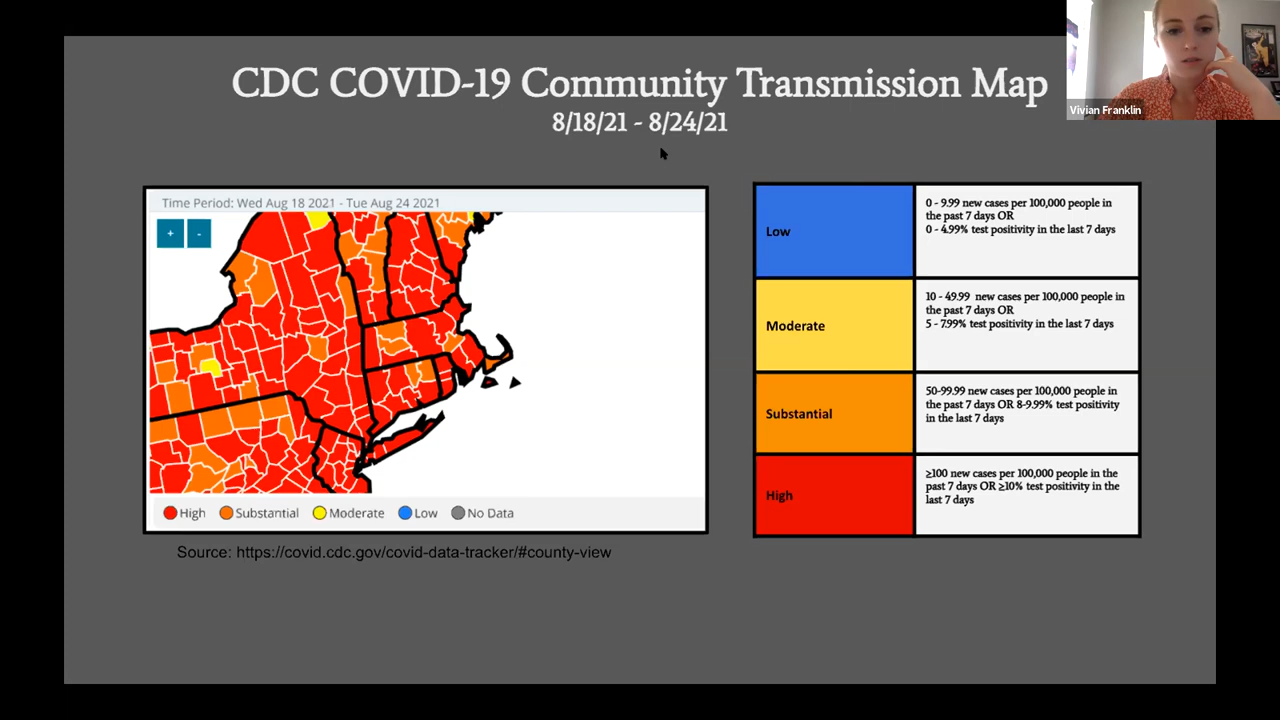 CDC COVID-19 Community Transmission Map
8/18/21 - 8/24/21
Vivian Franklin
Time Period: Wed Aug 18 2021 - Tue Aug 24 2021
+ -
High Substantial Moderate Low No Data
Source: https://covid.cdc.gov/covid-data-tracker/#county-view
Low
0 - 9.99 new cases per 100,000 people in
the past 7 days OR
0 - 4.99% test positivity in the last 7 days
Moderate
10 - 49.99 new cases per 100,000 people in
the past 7 days OR
5 - 7.99% test positivity in the last 7 days
Substantial
50-99.99 new cases per 100,000 people in
the past 7 days OR 8-9.99% test positivity
in the last 7 days
High
≥100 new cases per 100,000 people in the
past 7 days OR ≥10% test positivity in the
last 7 days